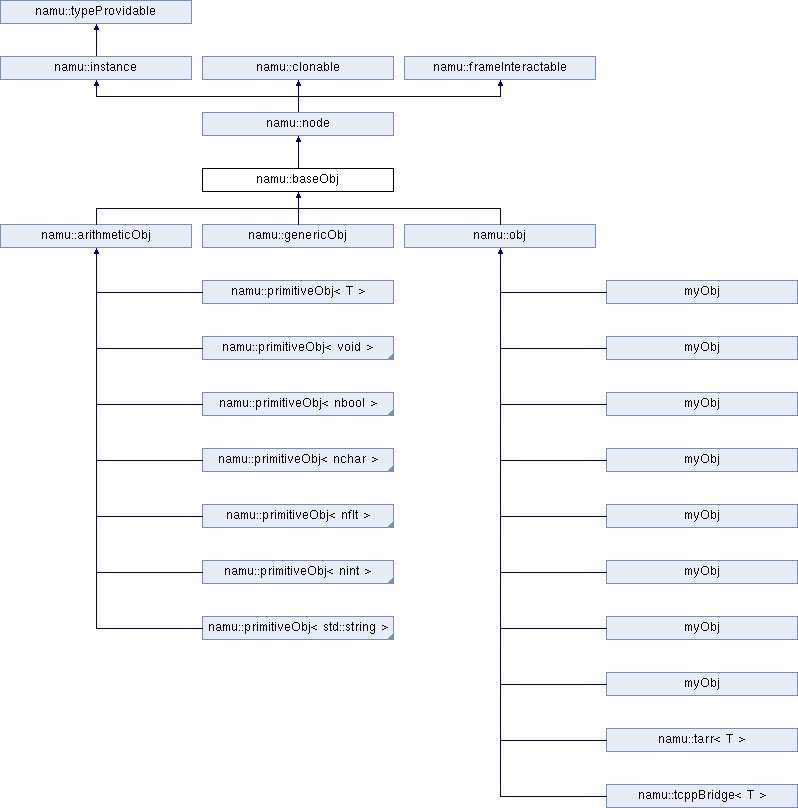 namu::typeProvidable
namu::instance
namu::clonable
namu::frameInteractable
namu::node
namu::baseObj
namu::arithmeticObj
namu::genericObj
namu::obj
namu::primitiveObj< T >
myObj
namu::primitiveObj< void >
myObj
namu::primitiveObj< nbool >
myObj
namu::primitiveObj< nchar >
myObj
namu::primitiveObj< nflt >
myObj
namu::primitiveObj< nint >
myObj
namu::primitiveObj< std::string >
myObj
myObj
namu::tarr< T >
namu::tcppBridge< T >